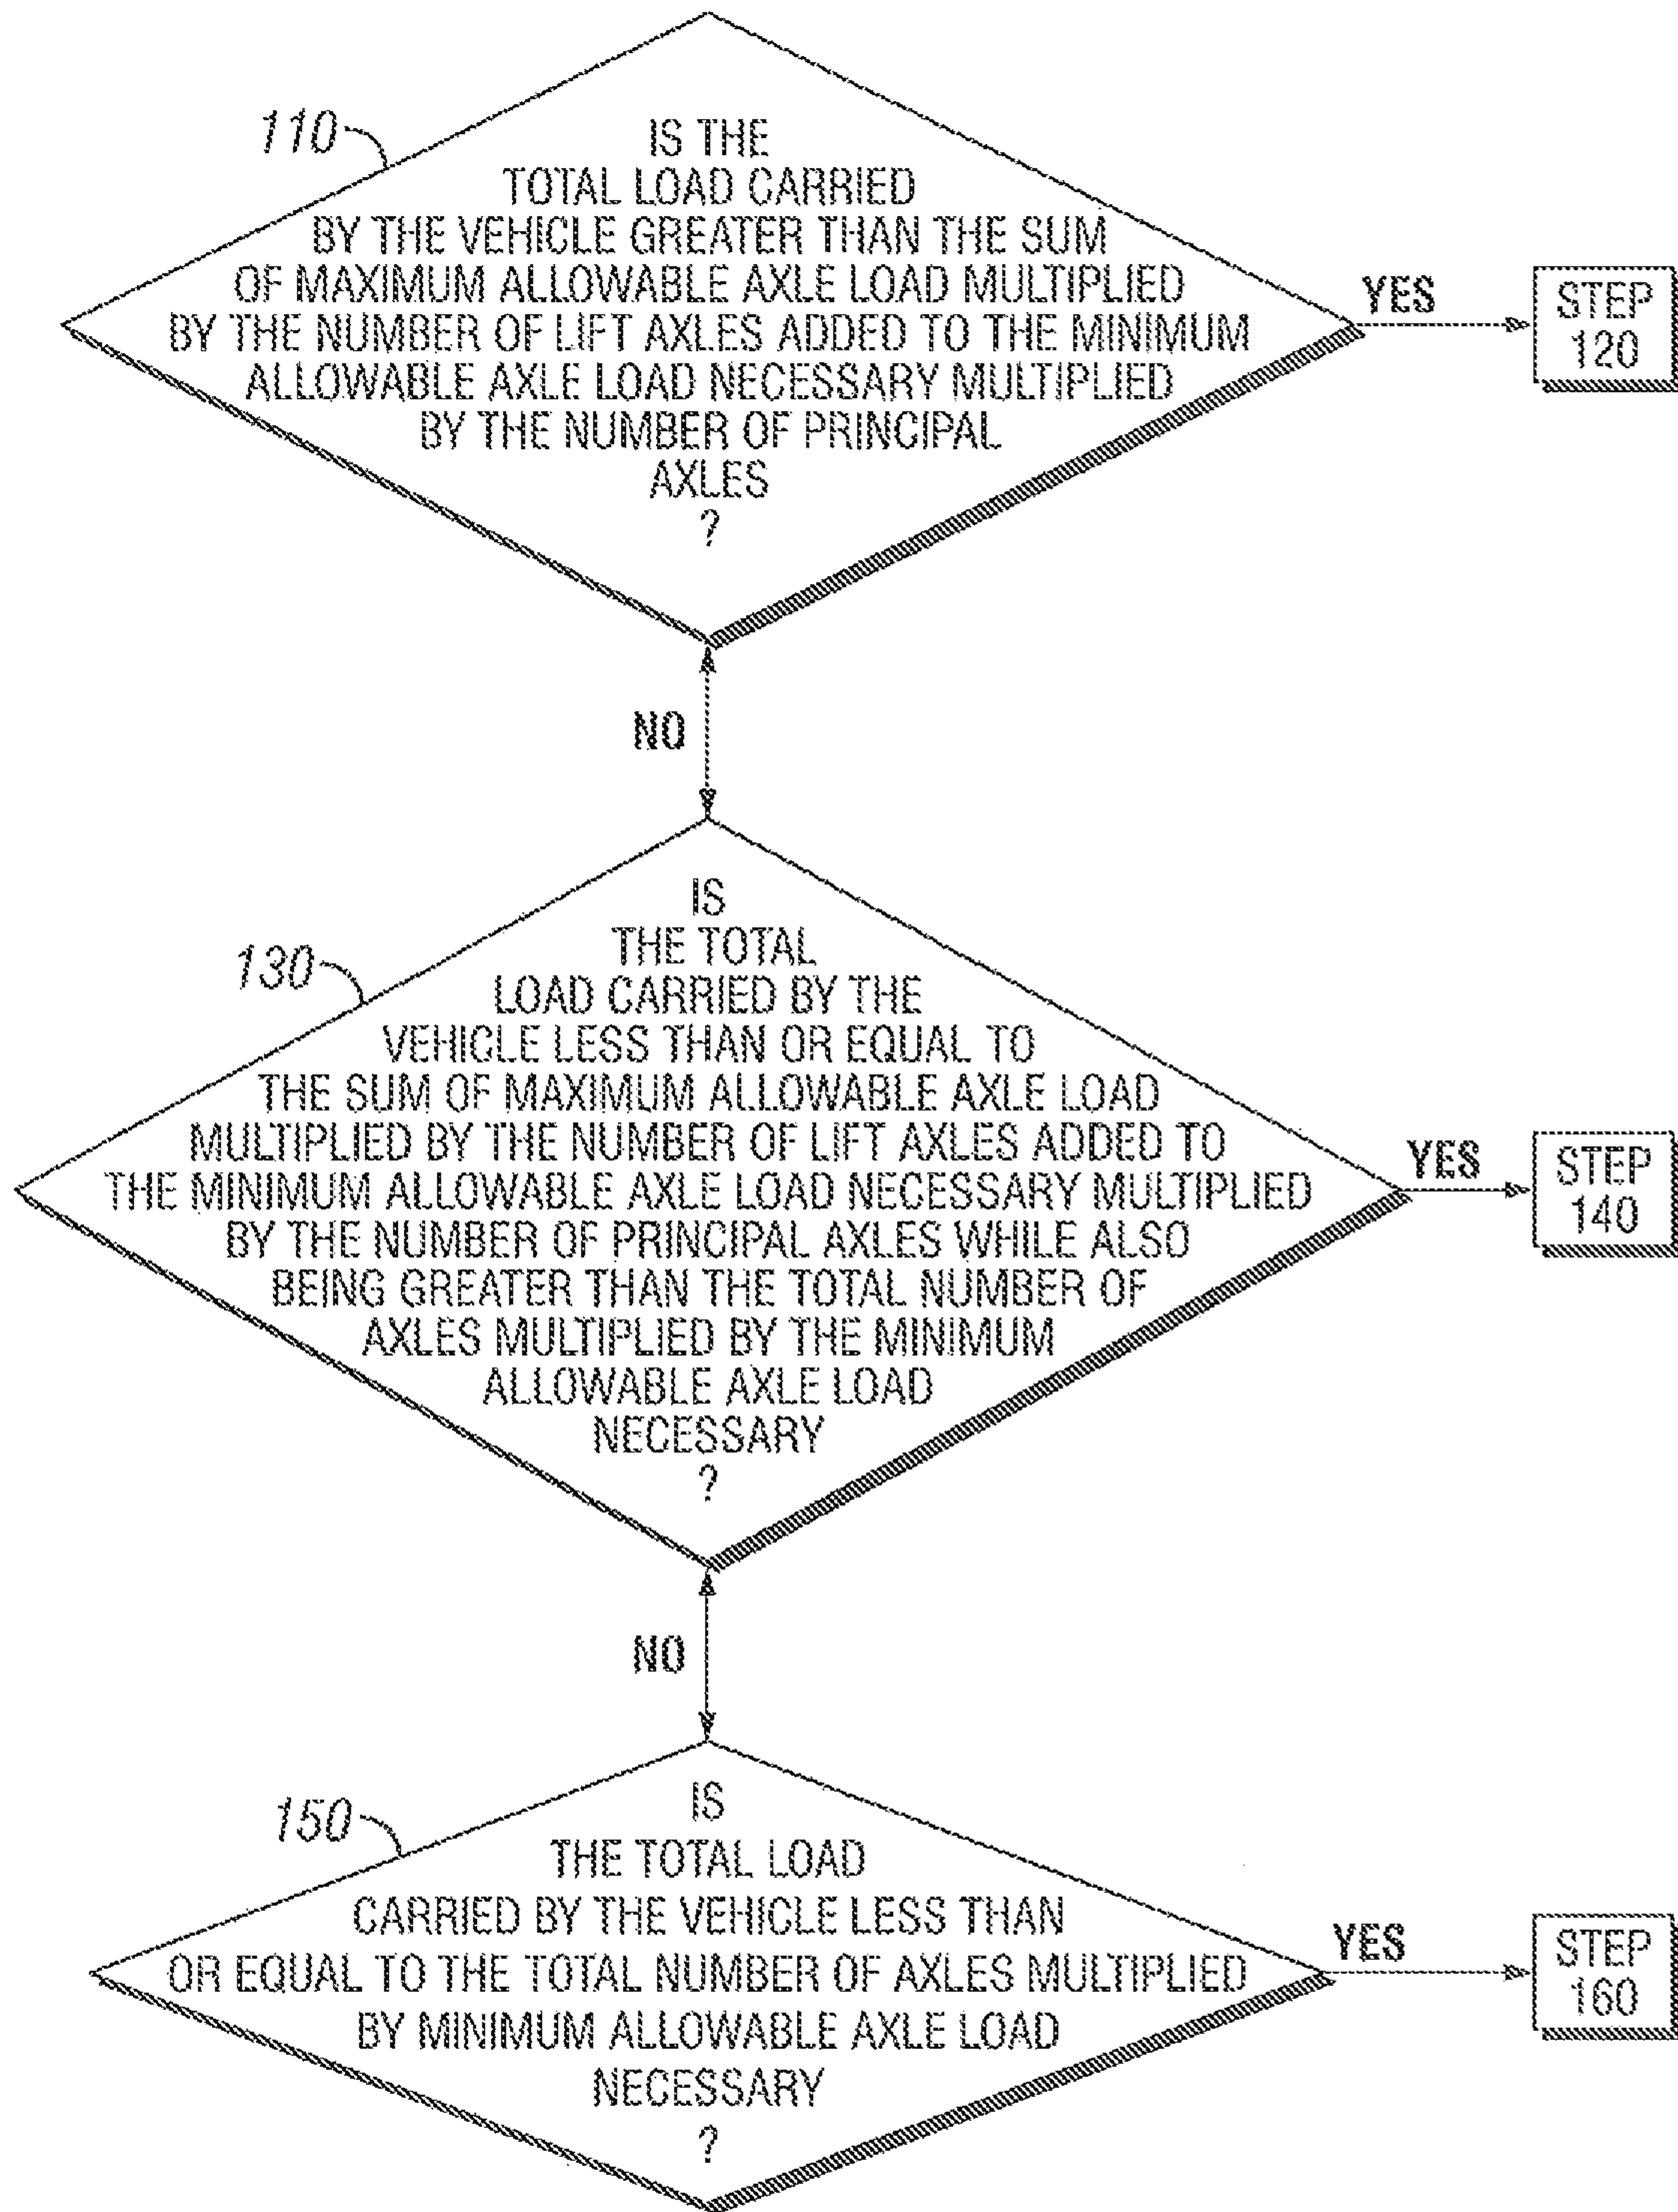 110
IS THE
TOTAL LOAD CARRIED
BY THE VEHICLE GREATER THAN THE SUM
OF MAXIMUM ALLOWABLE AXLE LOAD MULTIPLIED
BY THE NUMBER OF LIFT AXLES ADDED TO THE MINIMUM
ALLOWABLE AXLE LOAD NECESSARY MULTIPLIED
BY THE NUMBER OF PRINCIPAL
AXLES
?
YES
STEP
120
NO
130
IS
THE TOTAL
LOAD CARRIED BY THE
VEHICLE LESS THAN OR EQUAL TO
THE SUM OF MAXIMUM ALLOWABLE AXLE LOAD
MULTIPLIED BY THE NUMBER OF LIFT AXLES ADDED TO
THE MINIMUM ALLOWABLE AXLE LOAD NECESSARY MULTIPLIED
BY THE NUMBER OF PRINCIPAL AXLES WHILE ALSO
BEING GREATER THAN THE TOTAL NUMBER OF
AXLES MULTIPLIED BY THE MINIMUM
ALLOWABLE AXLE LOAD
NECESSARY
?
YES
STEP
140
NO
150
IS
THE TOTAL LOAD
CARRIED BY THE VEHICLE LESS THAN
OR EQUAL TO THE TOTAL NUMBER OF AXLES MULTIPLIED
BY MINIMUM ALLOWABLE AXLE LOAD
NECESSARY
?
YES
STEP
160